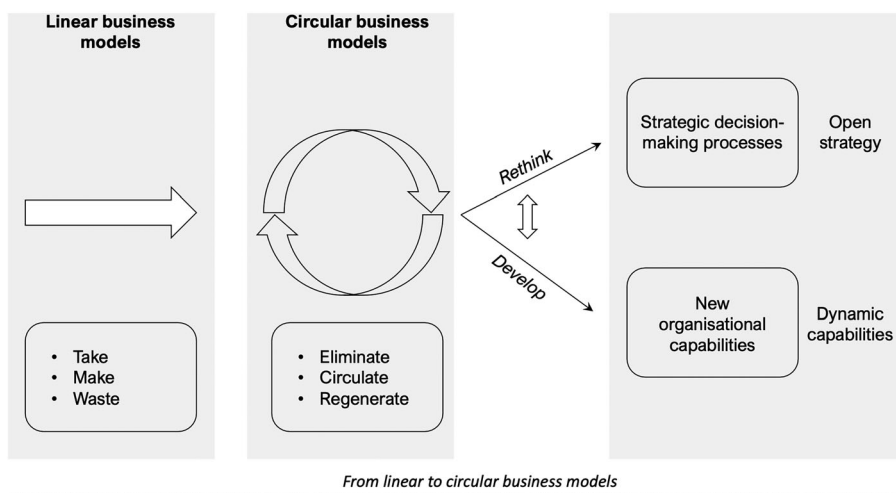 Linear business
models
Circular business
models
Strategic decision-
making processes
Open
strategy
Rethink
Develop
New
organisational
capabilities
Dynamic
capabilities
• Take
• Make
• Waste
• Eliminate
• Circulate
• Regenerate
From linear to circular business models